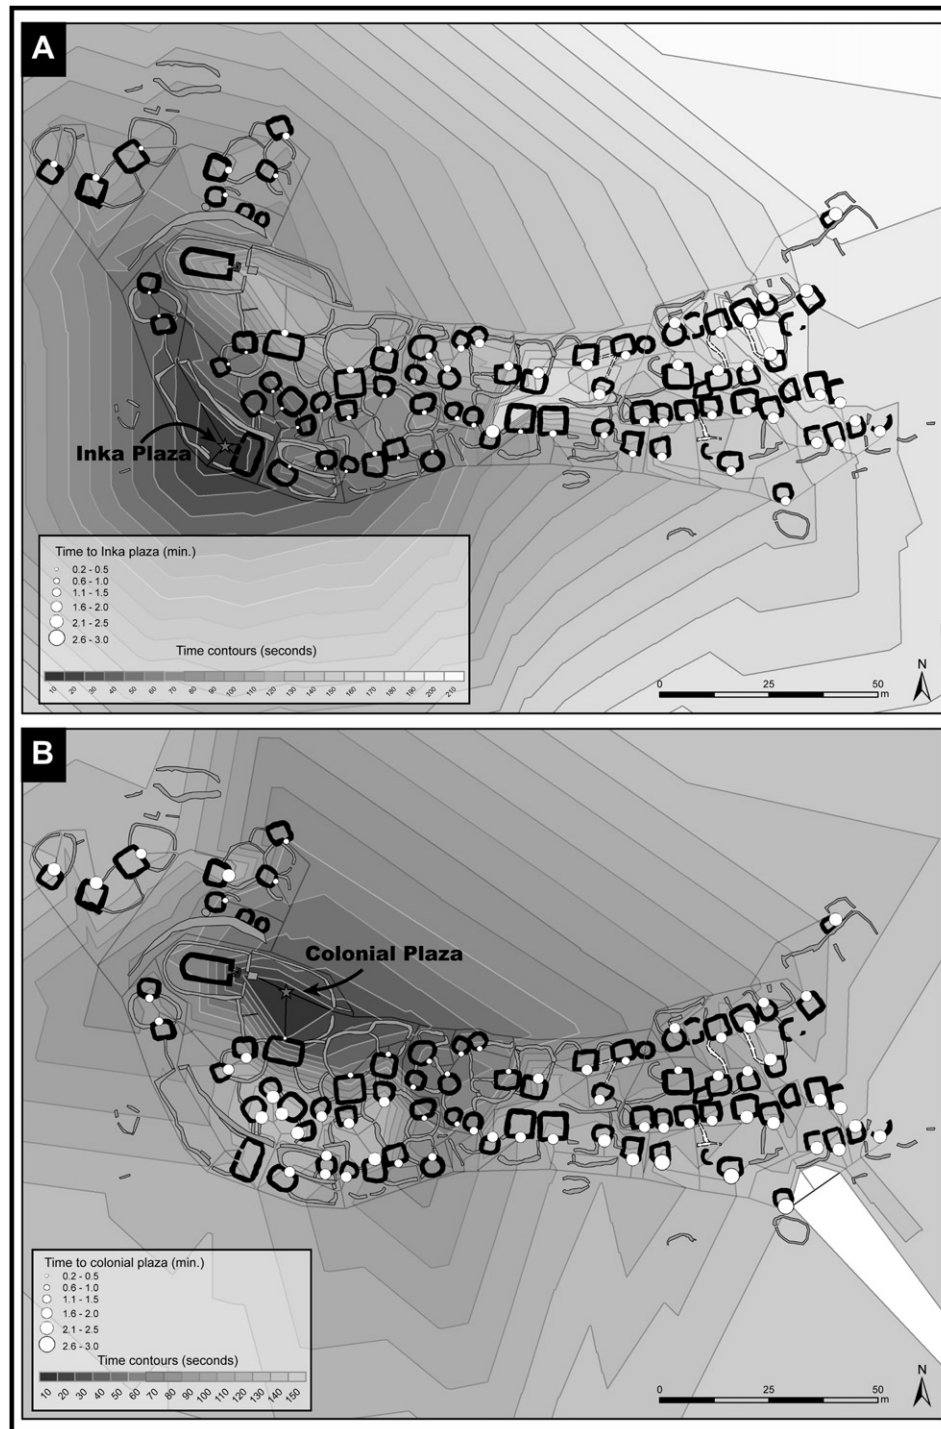 A
Inka Plaza
Time to Inka plaza (min.)
0.2 - 0.5
0.6 - 1.0
1.1 - 1.5
1.6 - 2.0
2.1 - 2.5
2.6 - 3.0
Time contours (seconds)
10 20 30 40 50 60 70 80 90 100 110 120 130 140 150 160 170 180 190 200 210
0 25 50
m
N
B
Colonial Plaza
Time to colonial plaza (min.)
0.2 - 0.5
0.6 - 1.0
1.1 - 1.5
1.6 - 2.0
2.1 - 2.5
2.6 - 3.0
Time contours (seconds)
10 20 30 40 50 60 70 80 90 100 110 120 130 140 150
0 25 50
m
N